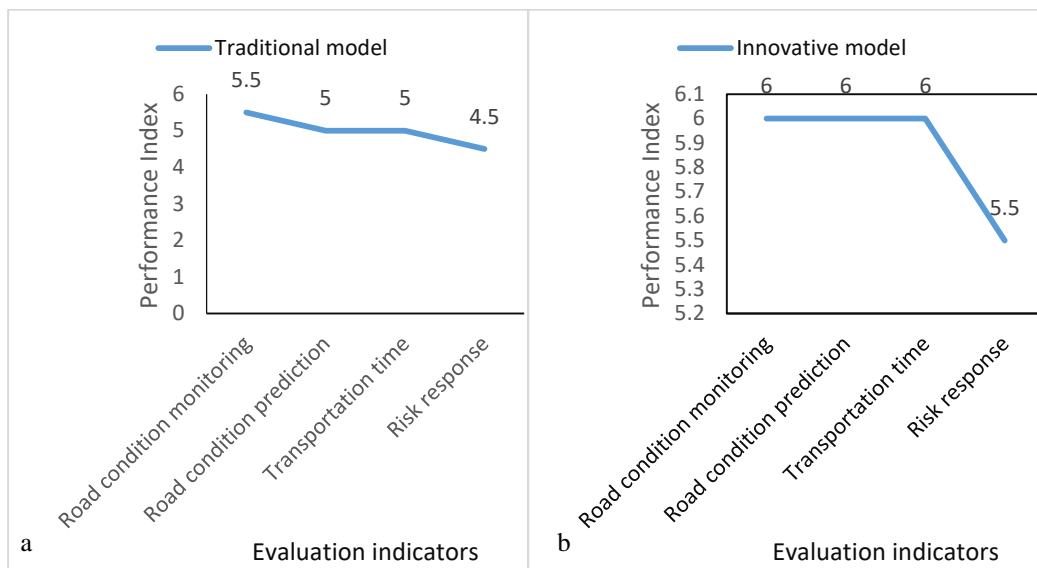 Traditional model
5.5
5
5
4.5
6
5
4
3
2
1
0
Performance Index
Road condition monitoring
Road condition prediction
Transportation time
Risk response
a
Evaluation indicators
Innovative model
6
6
6
5.5
6.1
6
5.9
5.8
5.7
5.6
5.5
5.4
5.3
5.2
Performance Index
Road condition monitoring
Road condition prediction
Transportation time
Risk response
b
Evaluation indicators